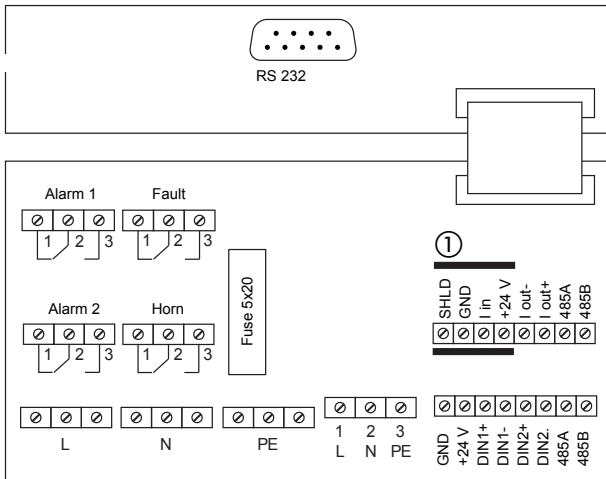 RS 232
Alarm 1 Fault
1 2 3 1 2 3
①
SHLD GND I in +24 V I out- I out+ 485A 485B
Fuse 5x20
Alarm 2 Horn
1 2 3 1 2 3
L N PE
1 2 3
L N PE
GND +24 V DIN1+ DIN1- DIN2+ DIN2. 485A 485B